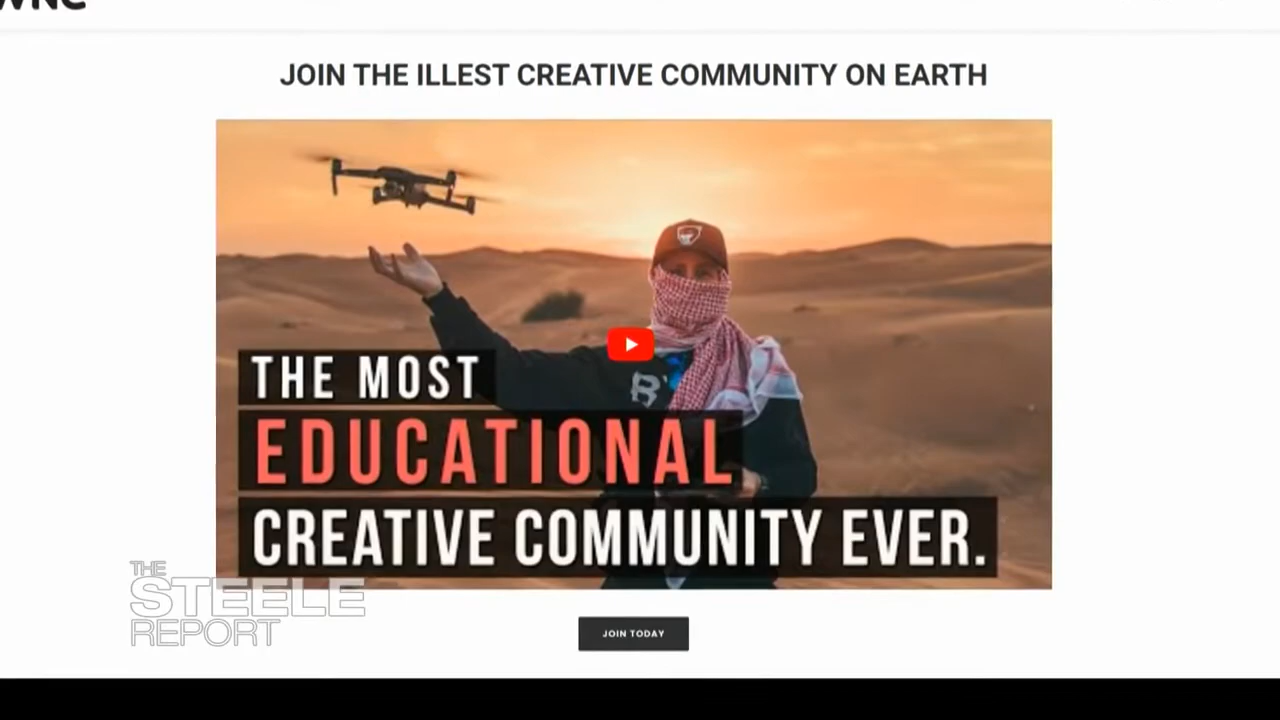 JOIN THE ILLEST CREATIVE COMMUNITY ON EARTH
THE MOST
EDUCATIONAL
CREATIVE COMMUNITY EVER.
THE
STEELE
REPORT
JOIN TODAY